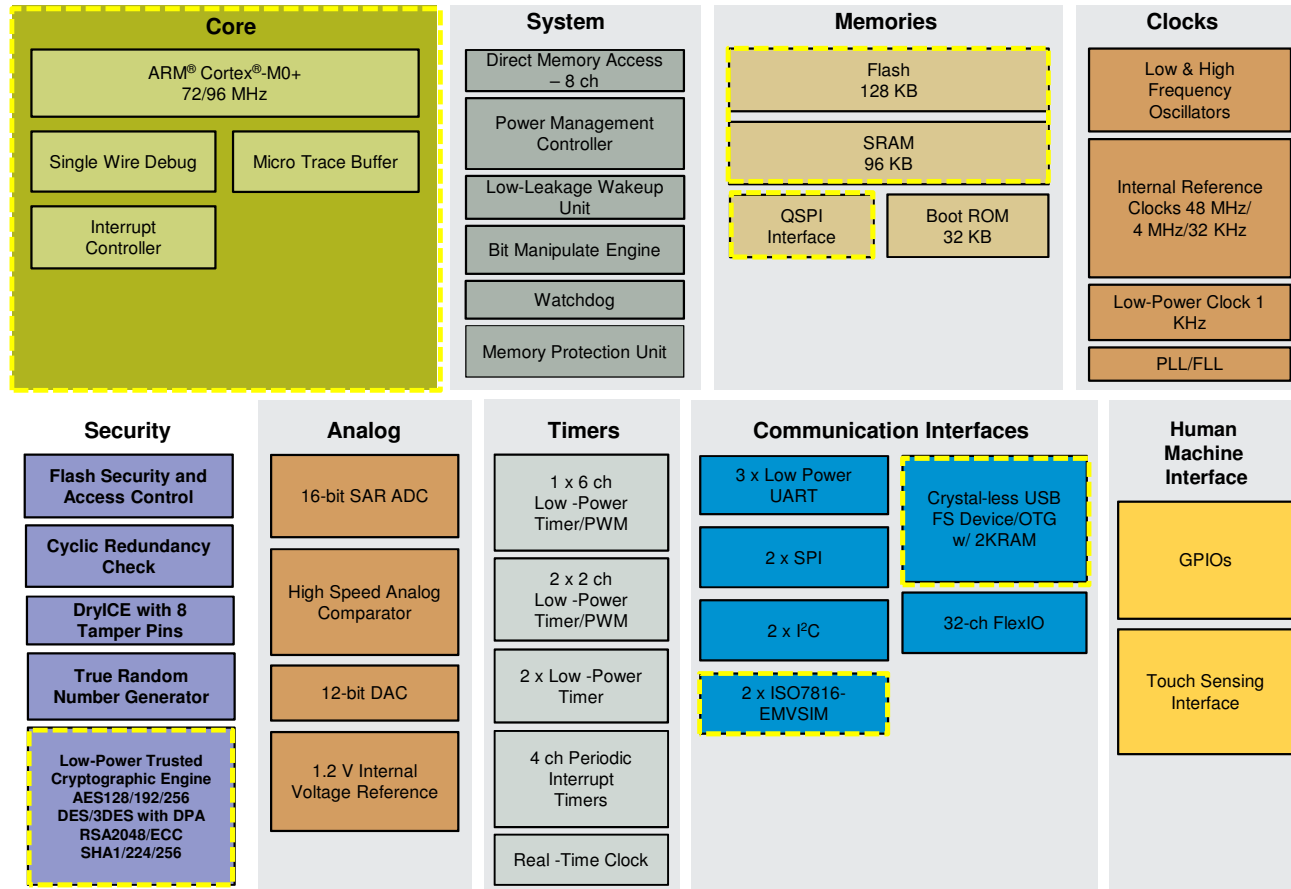 Core
ARM® Cortex®-M0+
72/96 MHz
Single Wire Debug
Micro Trace Buffer
Interrupt
Controller
System
Direct Memory Access
– 8 ch
Power Management
Controller
Low-Leakage Wakeup
Unit
Bit Manipulate Engine
Watchdog
Memory Protection Unit
Memories
Flash
128 KB
SRAM
96 KB
QSPI
Interface
Boot ROM
32 KB
Clocks
Low & High
Frequency
Oscillators
Internal Reference
Clocks 48 MHz/
4 MHz/32 KHz
Low-Power Clock 1
KHz
PLL/FLL
Security
Flash Security and
Access Control
Cyclic Redundancy
Check
DryICE with 8
Tamper Pins
True Random
Number Generator
Low-Power Trusted
Cryptographic Engine
AES128/192/256
DES/3DES with DPA
RSA2048/ECC
SHA1/224/256
Analog
16-bit SAR ADC
High Speed Analog
Comparator
12-bit DAC
1.2 V Internal
Voltage Reference
Timers
1 x 6 ch
Low -Power
Timer/PWM
2 x 2 ch
Low -Power
Timer/PWM
2 x Low -Power
Timer
4 ch Periodic
Interrupt
Timers
Real -Time Clock
Communication Interfaces
3 x Low Power
UART
2 x SPI
2 x I²C
2 x ISO7816-
EMVSIM
Crystal-less USB
FS Device/OTG
w/ 2KRAM
32-ch FlexIO
Human
Machine
Interface
GPIOs
Touch Sensing
Interface